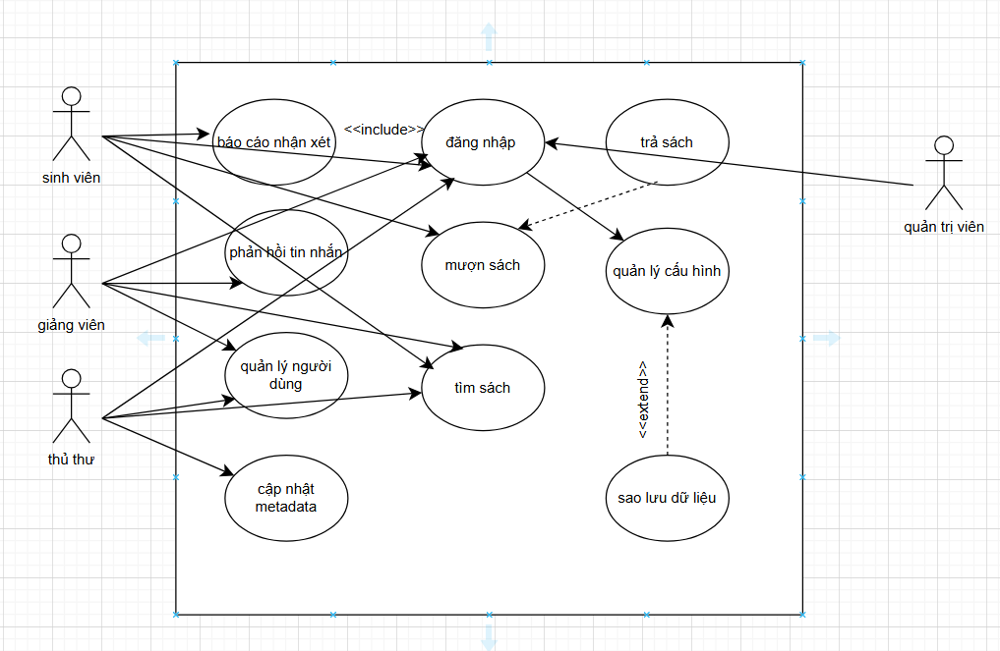 sinh viên
giảng viên
thủ thư
báo cáo nhận xét
<<include>>
đăng nhập
trả sách
phản hồi tin nhắn
mượn sách
quản lý cấu hình
quản lý người
dùng
tìm sách
<<extend>>
cập nhật
metadata
sao lưu dữ liệu
quản trị viên